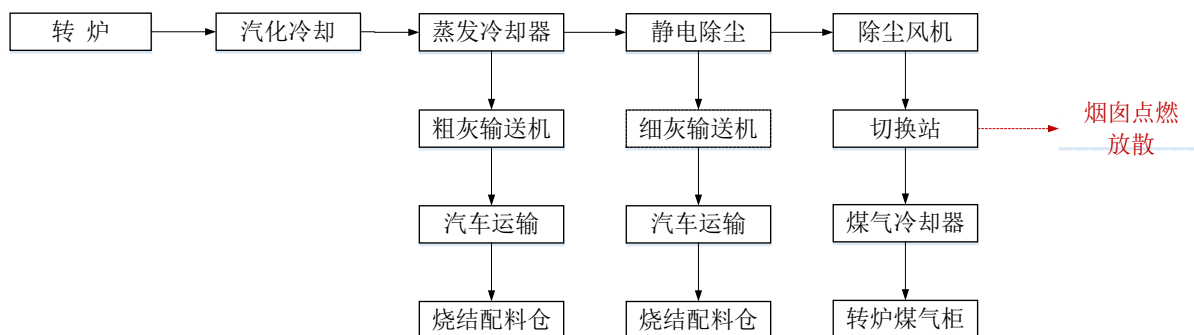 转 炉
汽化冷却
蒸发冷却器
静电除尘
除尘风机
粗灰输送机
细灰输送机
切换站
烟囱点燃
放散
汽车运输
汽车运输
煤气冷却器
烧结配料仓
烧结配料仓
转炉煤气柜